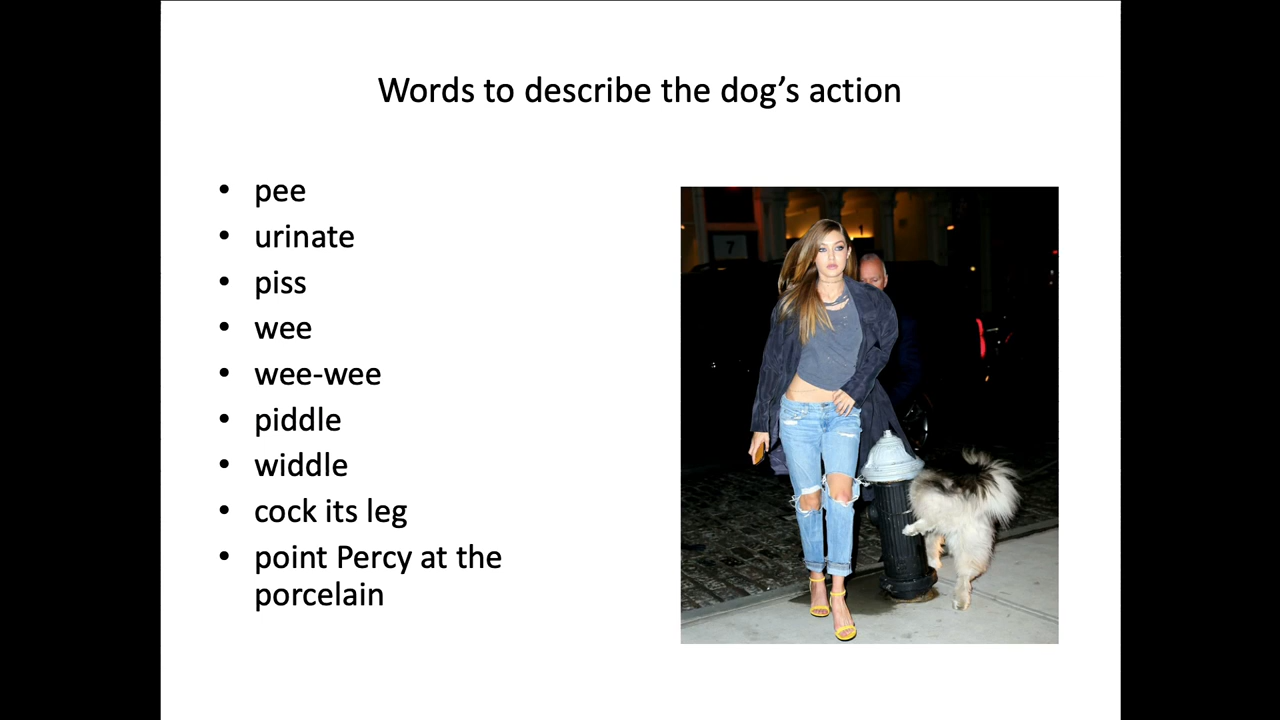 Words to describe the dog’s action
• pee
• urinate
• piss
• wee
• wee-wee
• piddle
• widdle
• cock its leg
• point Percy at the
porcelain
7